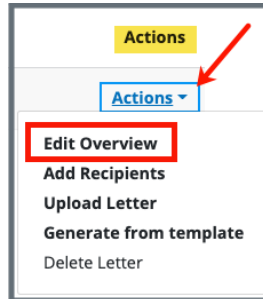 Actions
Actions
Edit Overview
Add Recipients
Upload Letter
Generate from template
Delete Letter